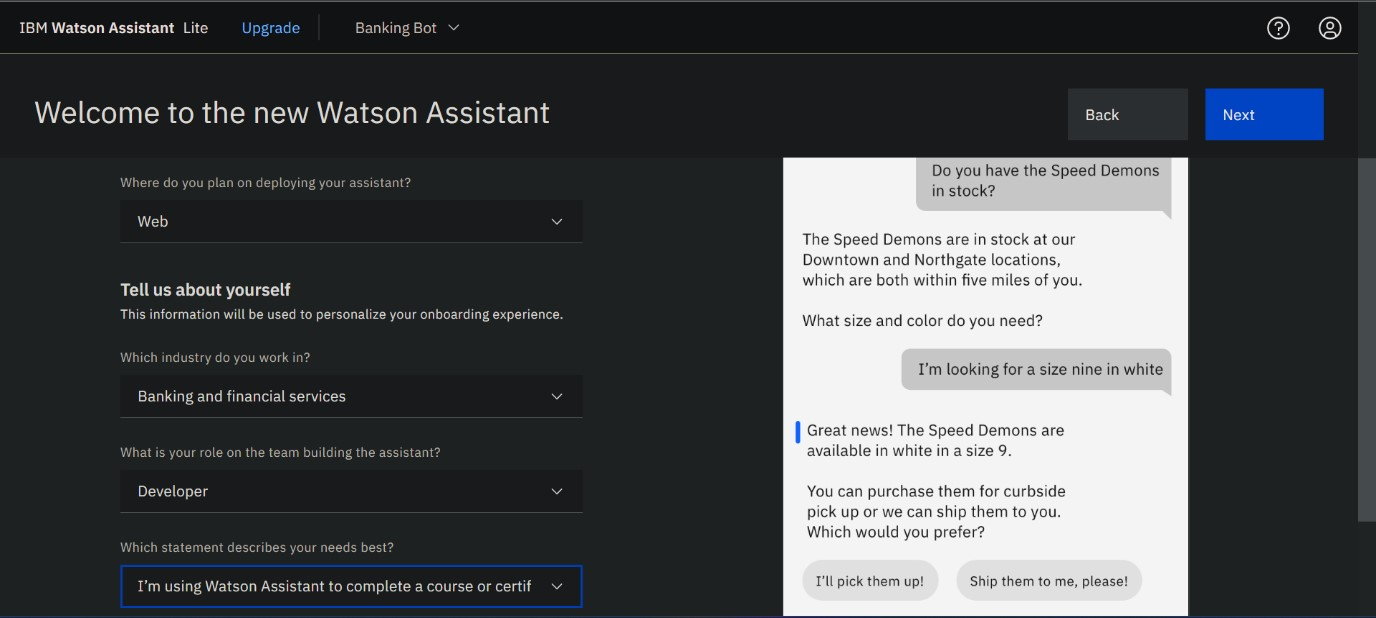 IBM Watson Assistant Lite Upgrade Banking Bot
Welcome to the new Watson Assistant
Back
Next
Where do you plan on deploying your assistant?
Web
Tell us about yourself
This information will be used to personalize your onboarding experience.
Which industry do you work in?
Banking and financial services
What is your role on the team building the assistant?
Developer
Which statement describes your needs best?
I'm using Watson Assistant to complete a course or certif
Do you have the Speed Demons
in stock?
The Speed Demons are in stock at our
Downtown and Northgate locations,
which are both within five miles of you.
What size and color do you need?
I'm looking for a size nine in white
Great news! The Speed Demons are
available in white in a size 9.
You can purchase them for curbside
pick up or we can ship them to you.
Which would you prefer?
I'll pick them up!
Ship them to me, please!